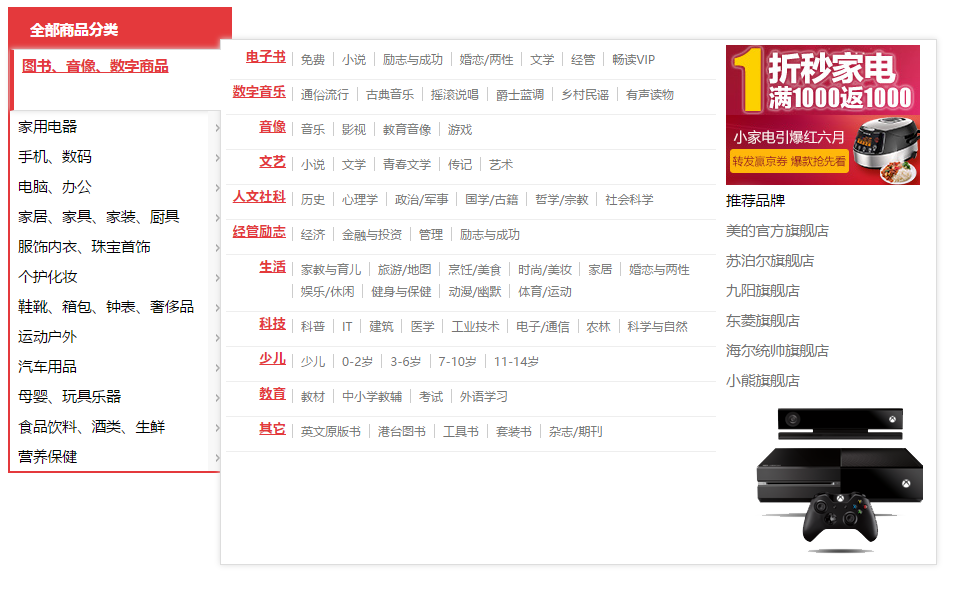 全部商品分类
图书、音像、数字商品
家用电器
手机、数码
电脑、办公
家居、家具、家装、厨具
服饰内衣、珠宝首饰
个护化妆
鞋靴、箱包、钟表、奢侈品
运动户外
汽车用品
母婴、玩具乐器
食品饮料、酒类、生鲜
营养保健
电子书 免费 小说 励志与成功 婚恋/两性 文学 经管 畅读VIP
数字音乐 通俗流行 古典音乐 摇滚说唱 爵士蓝调 乡村民谣 有声读物
音像 音乐 影视 教育音像 游戏
文艺 小说 文学 青春文学 传记 艺术
人文社科 历史 心理学 政治/军事 国学/古籍 哲学/宗教 社会科学
经管励志 经济 金融与投资 管理 励志与成功
生活 家教与育儿 旅游/地图 烹饪/美食 时尚/美妆 家居 婚恋与两性
娱乐/休闲 健身与保健 动漫/幽默 体育/运动
科技 科普 IT 建筑 医学 工业技术 电子/通信 农林 科学与自然
少儿 少儿 0-2岁 3-6岁 7-10岁 11-14岁
教育 教材 中小学教辅 考试 外语学习
其它 英文原版书 港台图书 工具书 套装书 杂志/期刊
1折秒家电
满1000返1000
小家电引爆红六月
转发赢京券 爆款抢先看
推荐品牌
美的官方旗舰店
苏泊尔旗舰店
九阳旗舰店
东菱旗舰店
海尔统帅旗舰店
小熊旗舰店